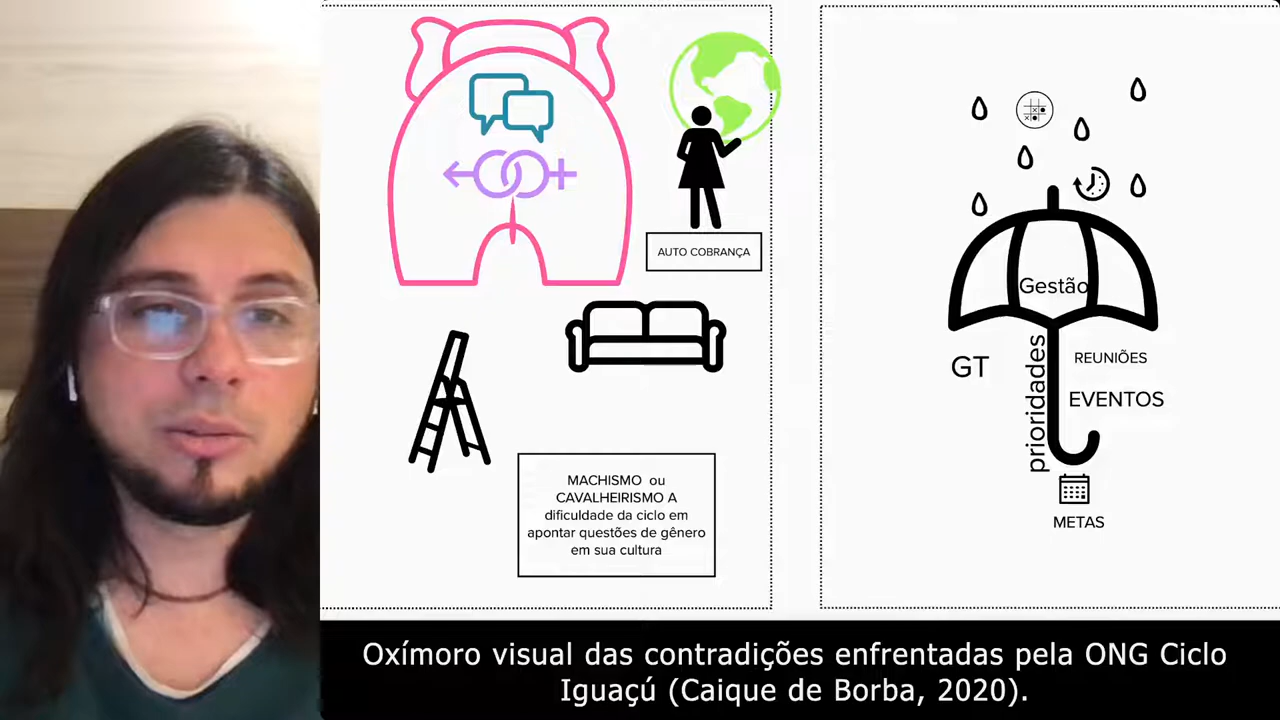 AUTO COBRANÇA
MACHISMO ou
CAVALHEIRISMO A
dificuldade da ciclo em
apontar questões de gênero
em sua cultura
Gestão
prioridades
GT
REUNIÕES
EVENTOS
METAS
Oxímoro visual das contradições enfrentadas pela ONG Ciclo
Iguaçú (Caique de Borba, 2020).